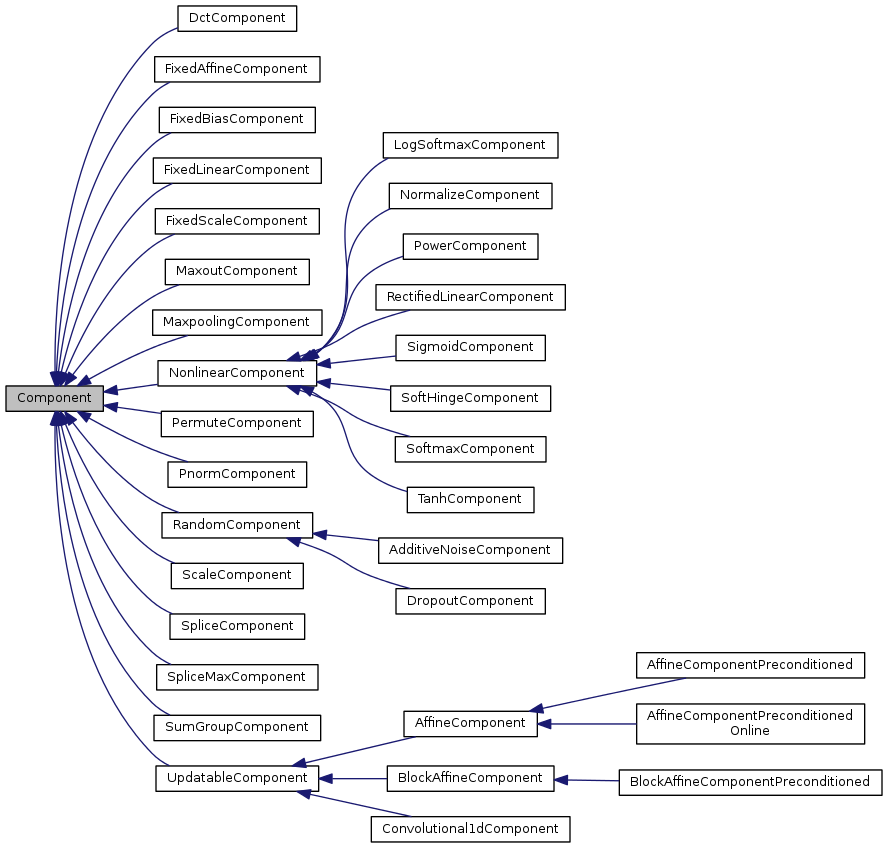 DctComponent
FixedAffineComponent
FixedBiasComponent
LogSoftmaxComponent
FixedLinearComponent
NormalizeComponent
FixedScaleComponent
PowerComponent
MaxoutComponent
RectifiedLinearComponent
MaxpoolingComponent
SigmoidComponent
NonlinearComponent
Component
SoftHingeComponent
PermuteComponent
SoftmaxComponent
PnormComponent
TanhComponent
RandomComponent
AdditiveNoiseComponent
ScaleComponent
DropoutComponent
SpliceComponent
AffineComponentPreconditioned
SpliceMaxComponent
AffineComponentPreconditioned
Online
AffineComponent
SumGroupComponent
UpdatableComponent
BlockAffineComponent
BlockAffineComponentPreconditioned
Convolutional1dComponent